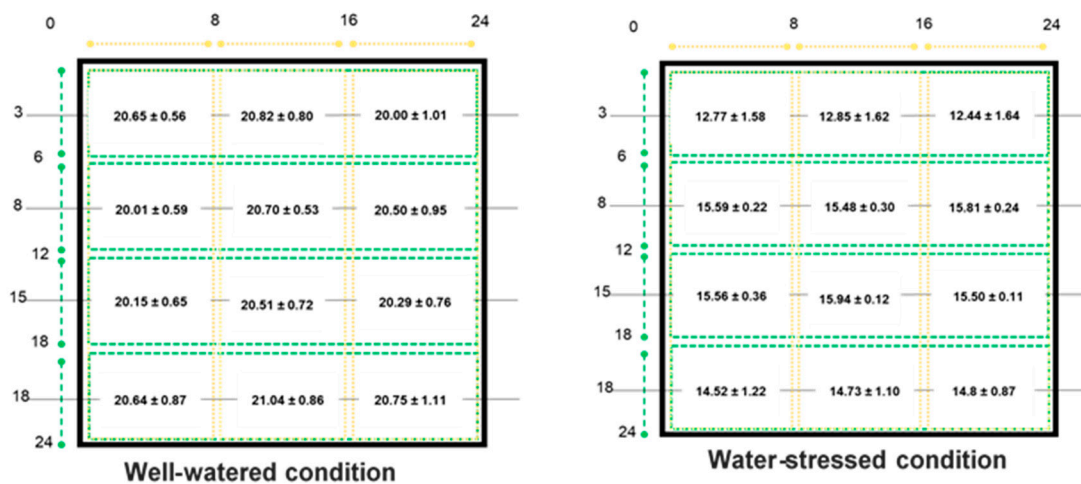 0 8 16 24
3 20.65 ± 0.56 20.82 ± 0.80 20.00 ± 1.01
6
8 20.01 ± 0.59 20.70 ± 0.53 20.50 ± 0.95
12
15 20.15 ± 0.65 20.51 ± 0.72 20.29 ± 0.76
18
18 20.64 ± 0.87 21.04 ± 0.86 20.75 ± 1.11
24
Well-watered condition
0 8 16 24
3 12.77 ± 1.58 12.85 ± 1.62 12.44 ± 1.64
6
8 15.59 ± 0.22 15.48 ± 0.30 15.81 ± 0.24
12
15 15.56 ± 0.36 15.94 ± 0.12 15.50 ± 0.11
18
18 14.52 ± 1.22 14.73 ± 1.10 14.8 ± 0.87
24
Water-stressed condition